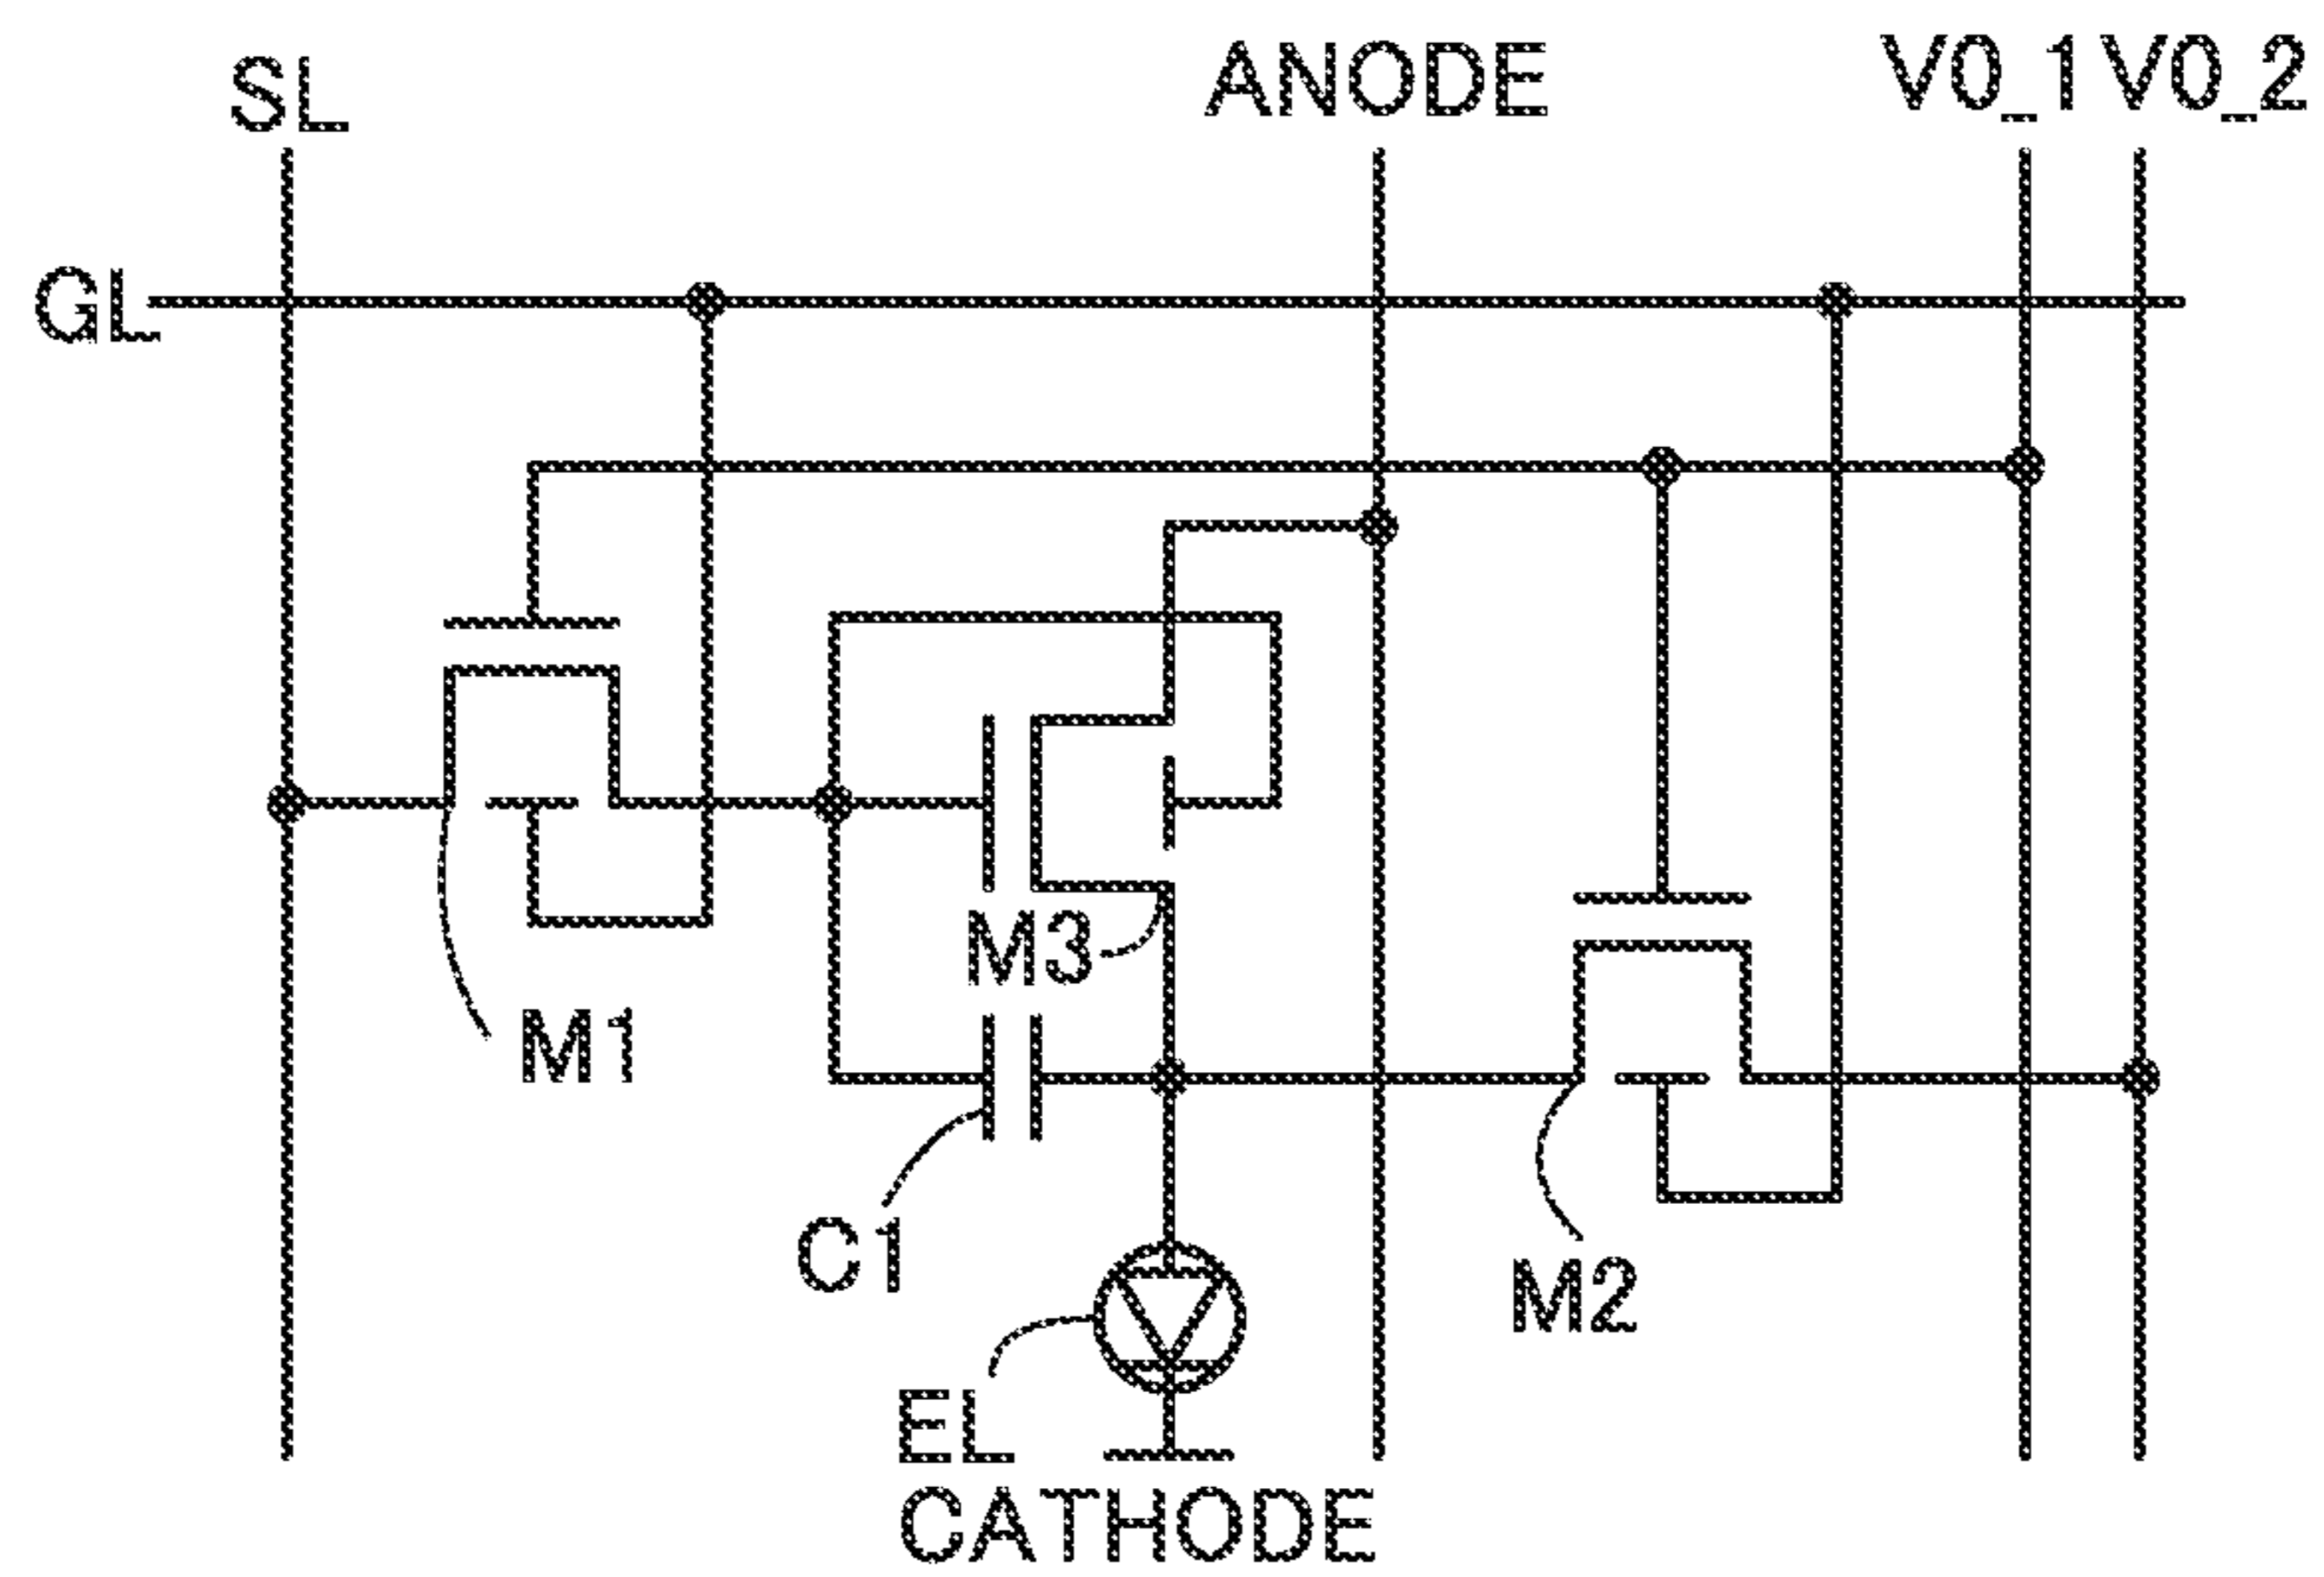 SL
ANODE
V0_1 V0_2
GL
M3
M1
C1
M2
EL
CATHODE